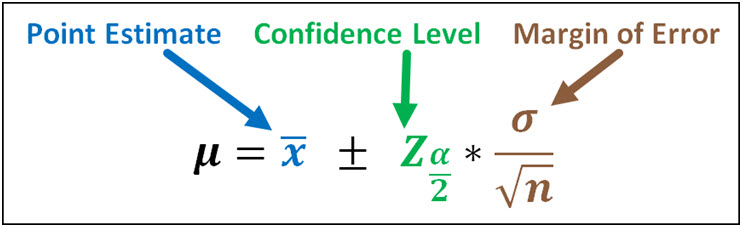 Point Estimate Confidence Level Margin of Error
μ = x̄ ± Z α/2 * σ/√n